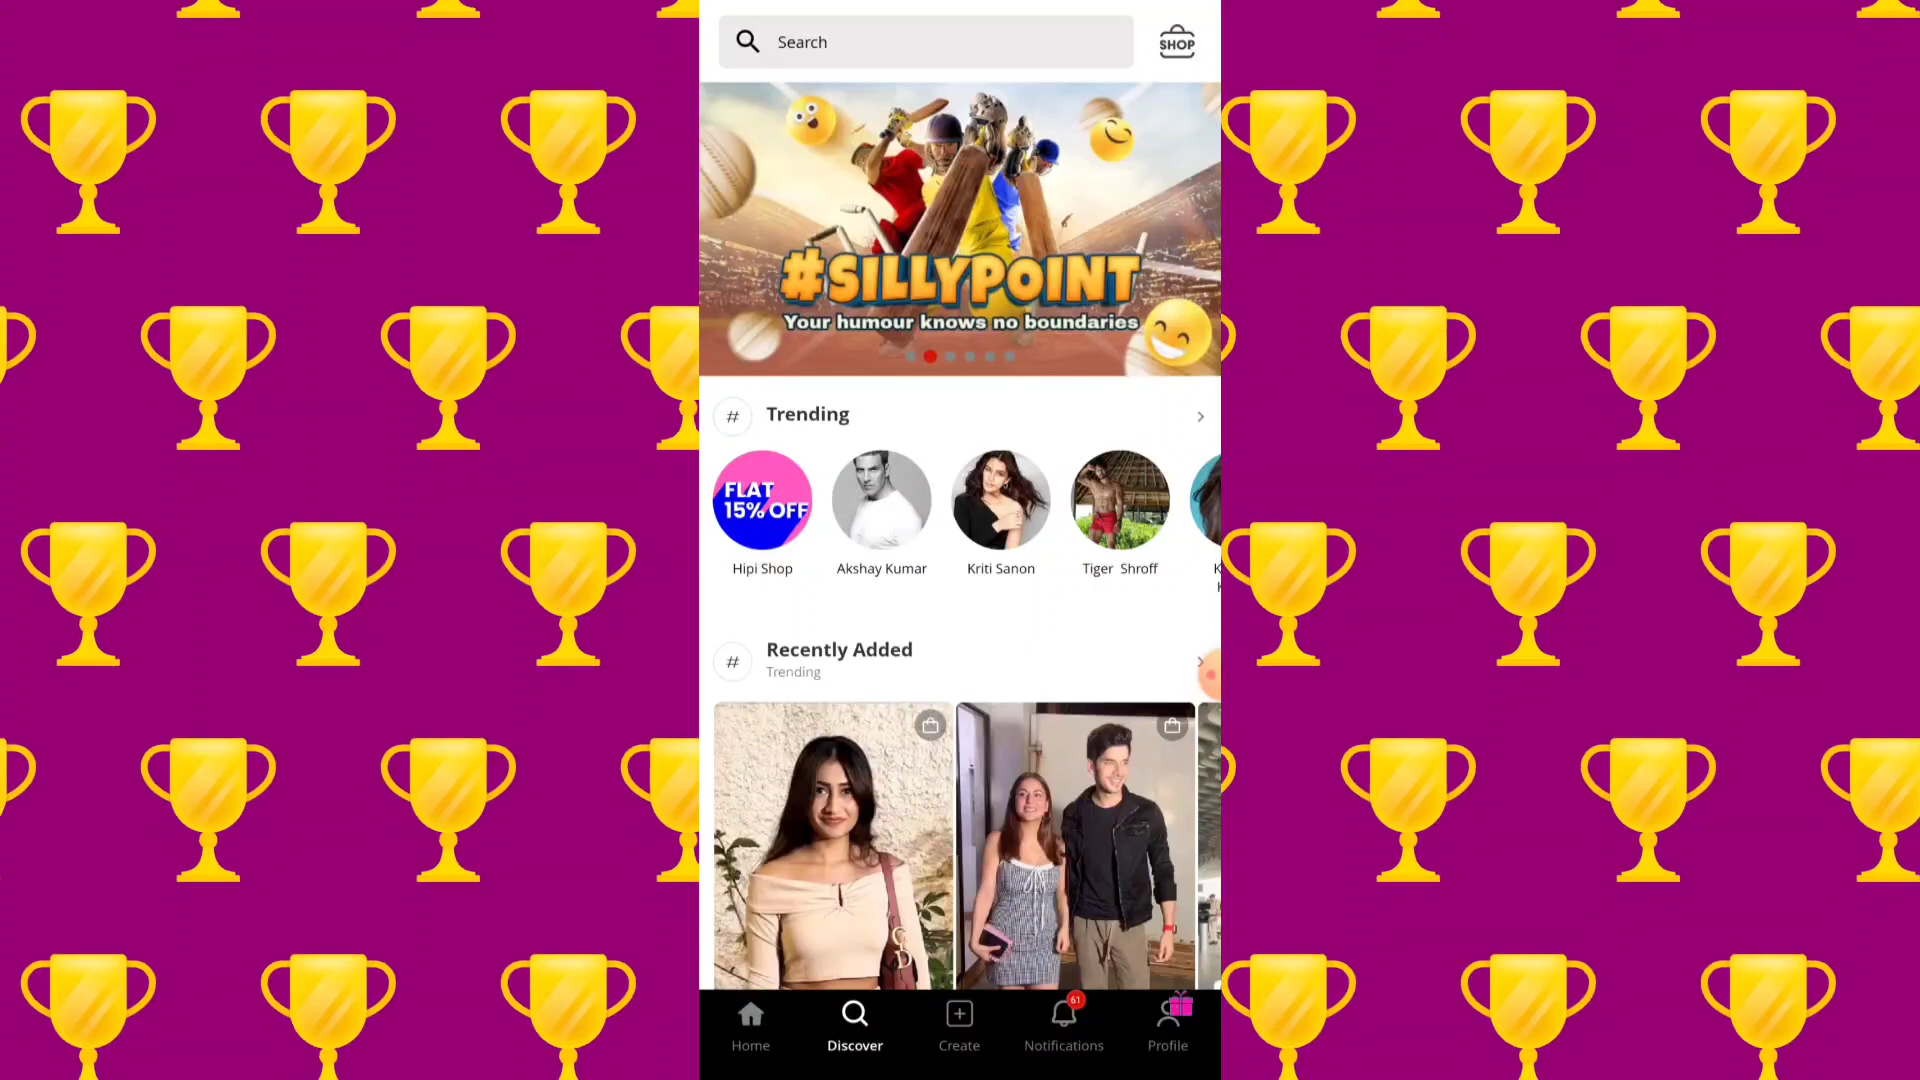 Search
SHOP
#SILLYPOINT
Your humour knows no boundaries
# Trending
FLAT
15% OFF
Hipi Shop
Akshay Kumar
Kriti Sanon
Tiger Shroff
K
# Recently Added
Trending
CD
61
Home
Discover
Create
Notifications
Profile